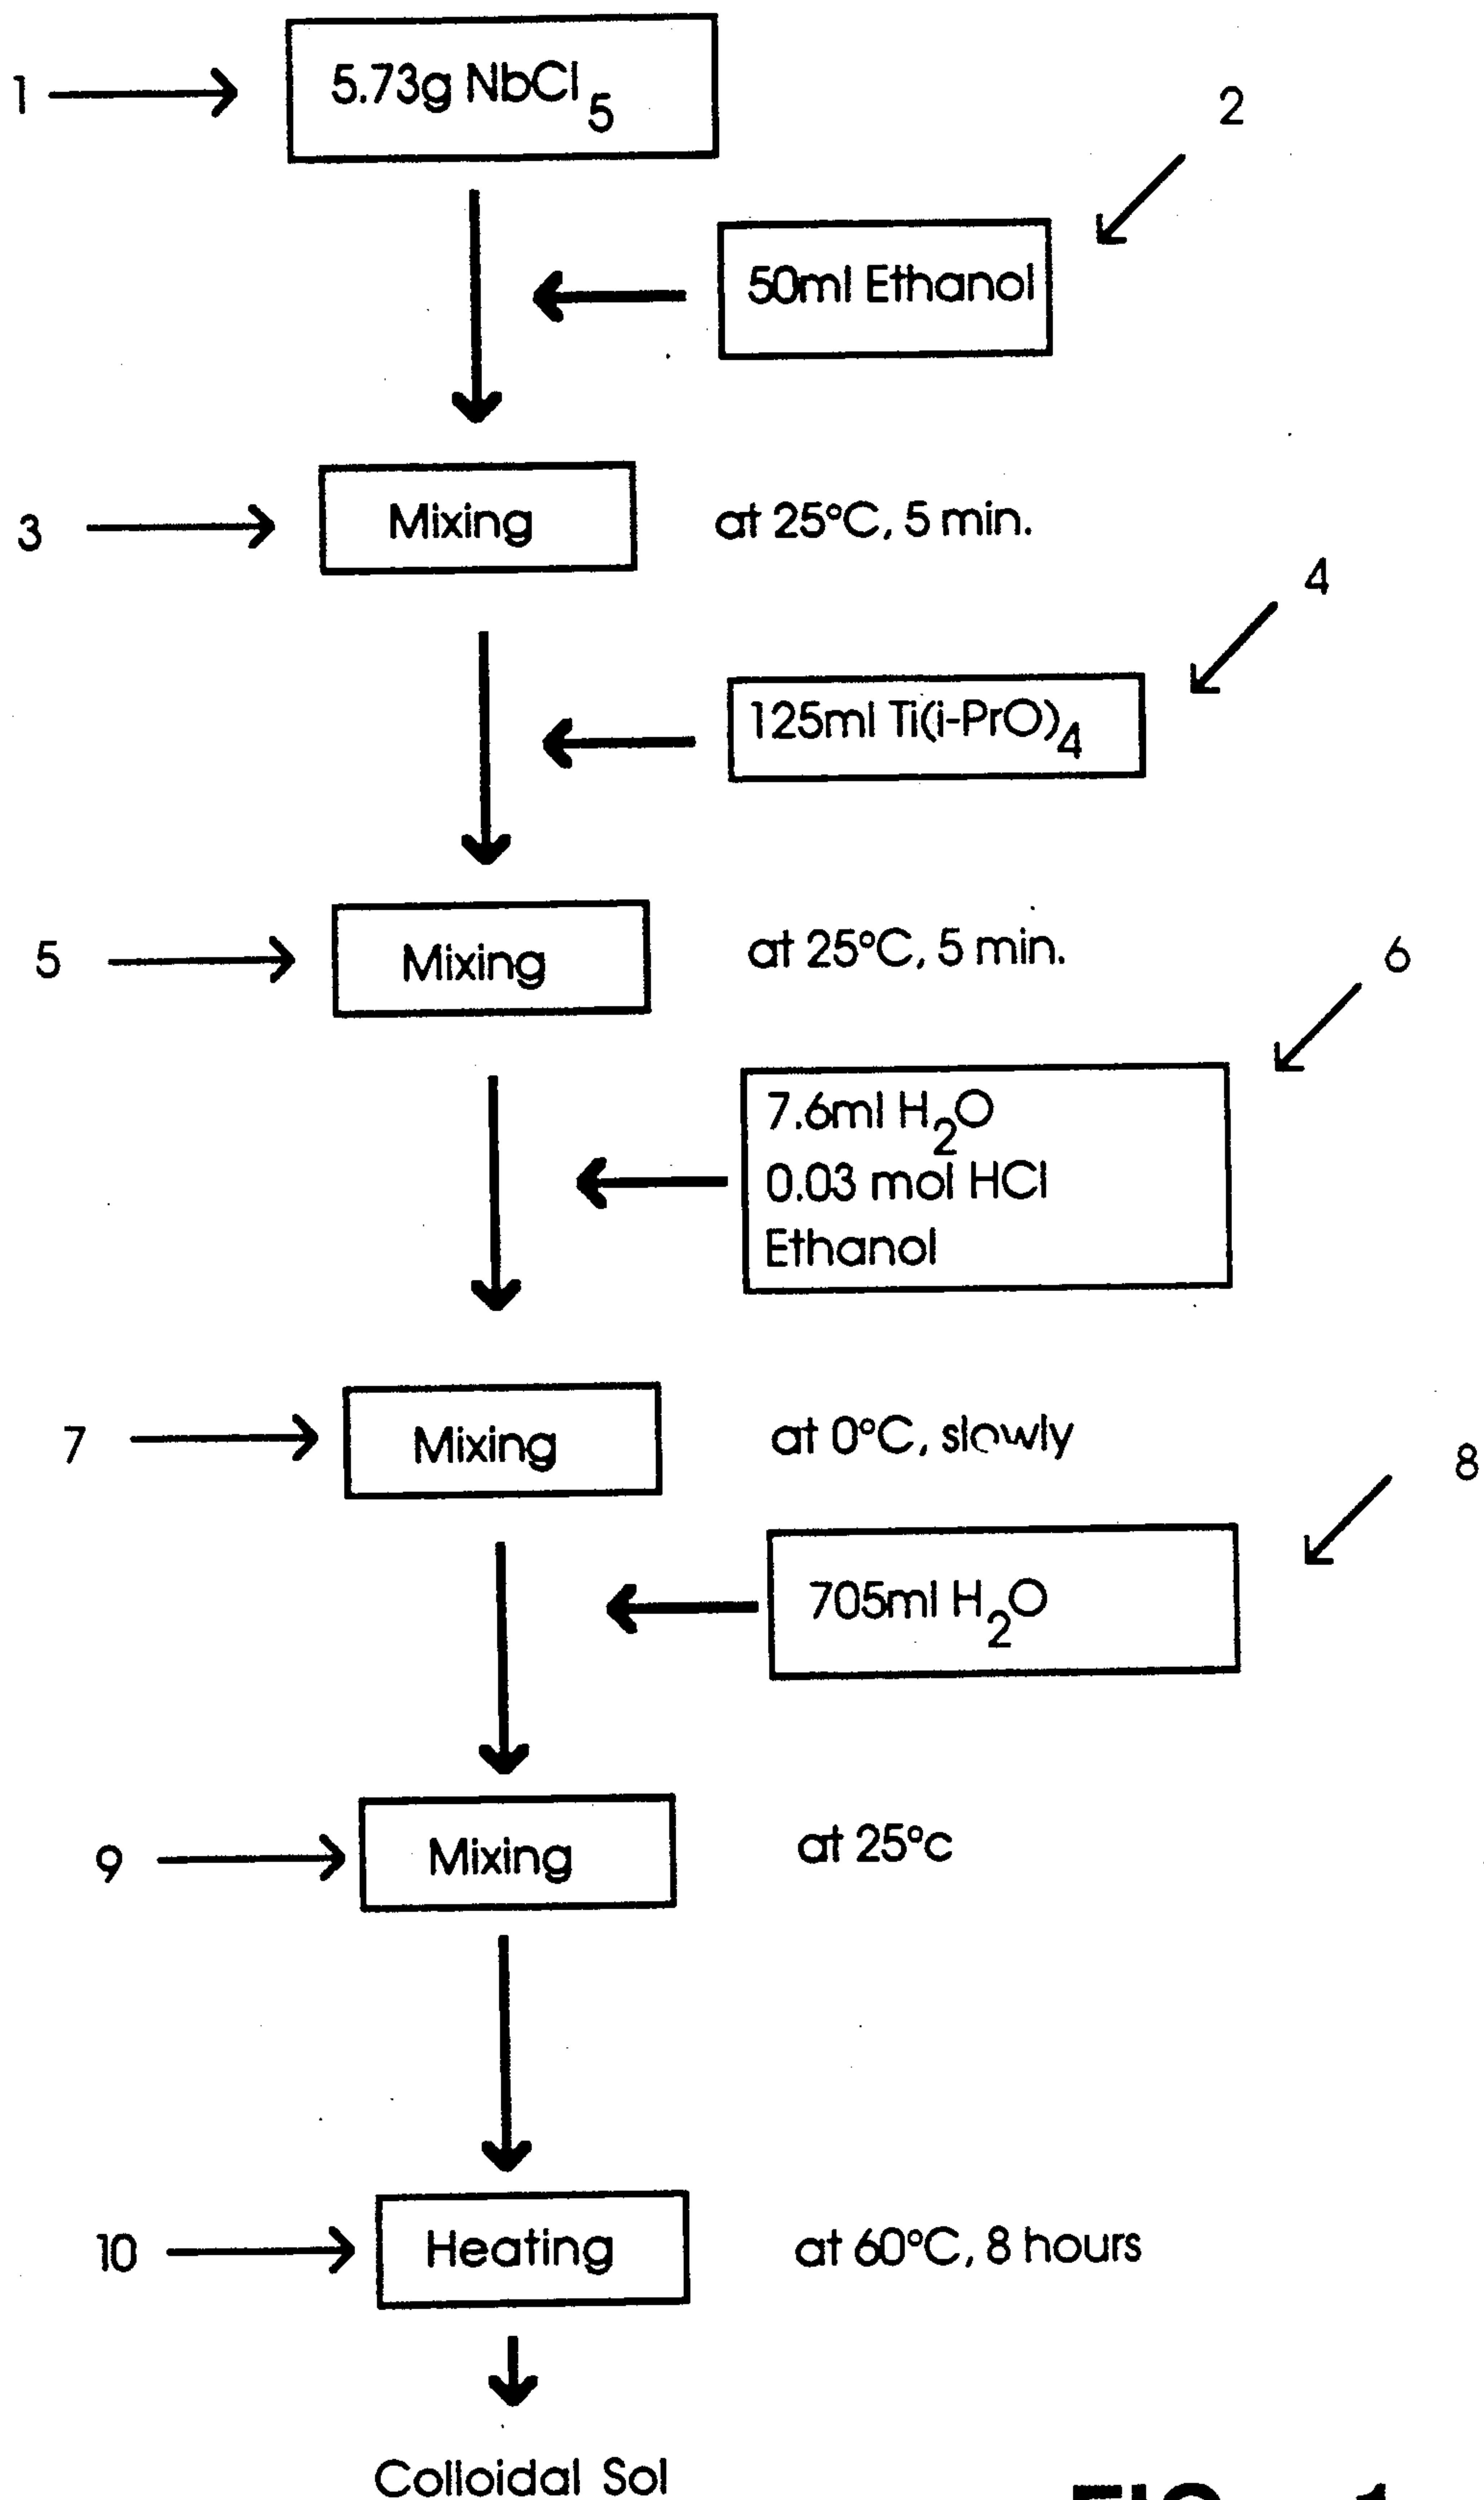 1
5.73g NbCl5
2
50ml Ethanol
3
Mixing
at 25°C, 5 min.
4
125ml Ti(i-PrO)4
5
Mixing
at 25°C, 5 min.
6
7.6ml H2O
0.03 mol HCl
Ethanol
7
Mixing
at 0°C, slowly
8
705ml H2O
9
Mixing
at 25°c
10
Heating
at 60°C, 8 hours
Colloidal Sol